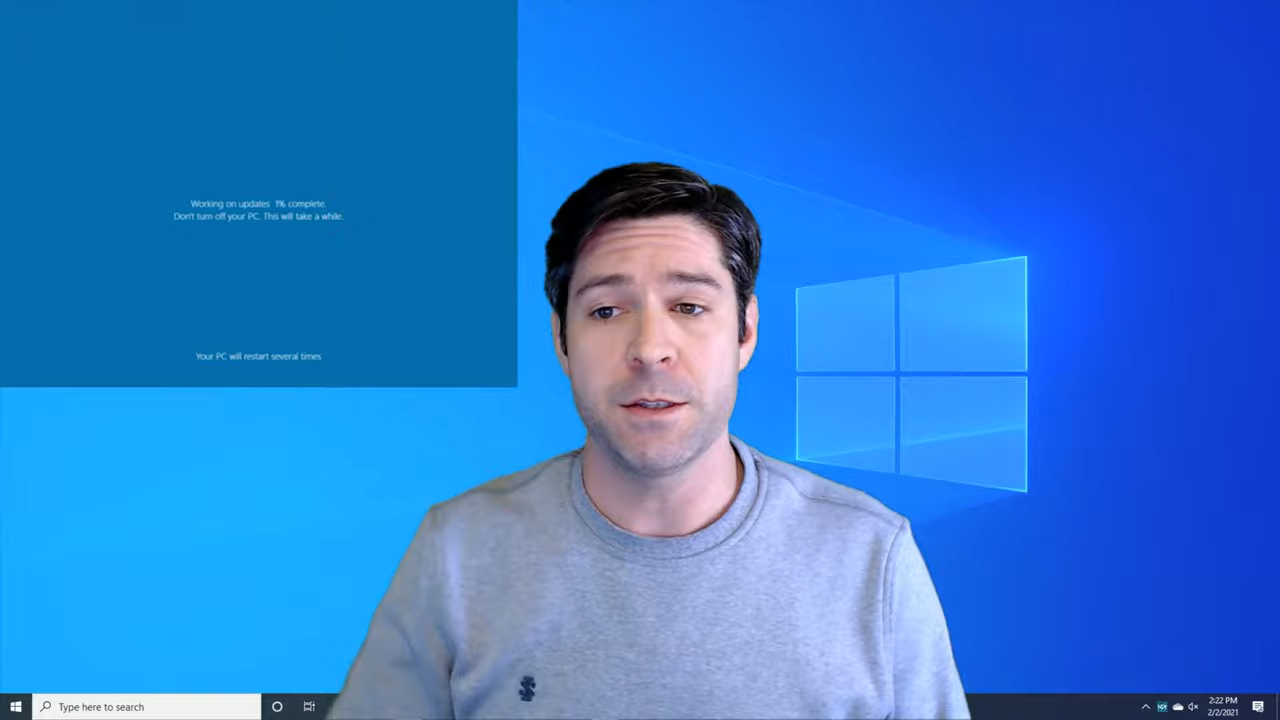 Working on updates 1% complete.
Don't turn off your PC. This will take a while.
Your PC will restart several times
Type here to search
2:22 PM
2/2/2021